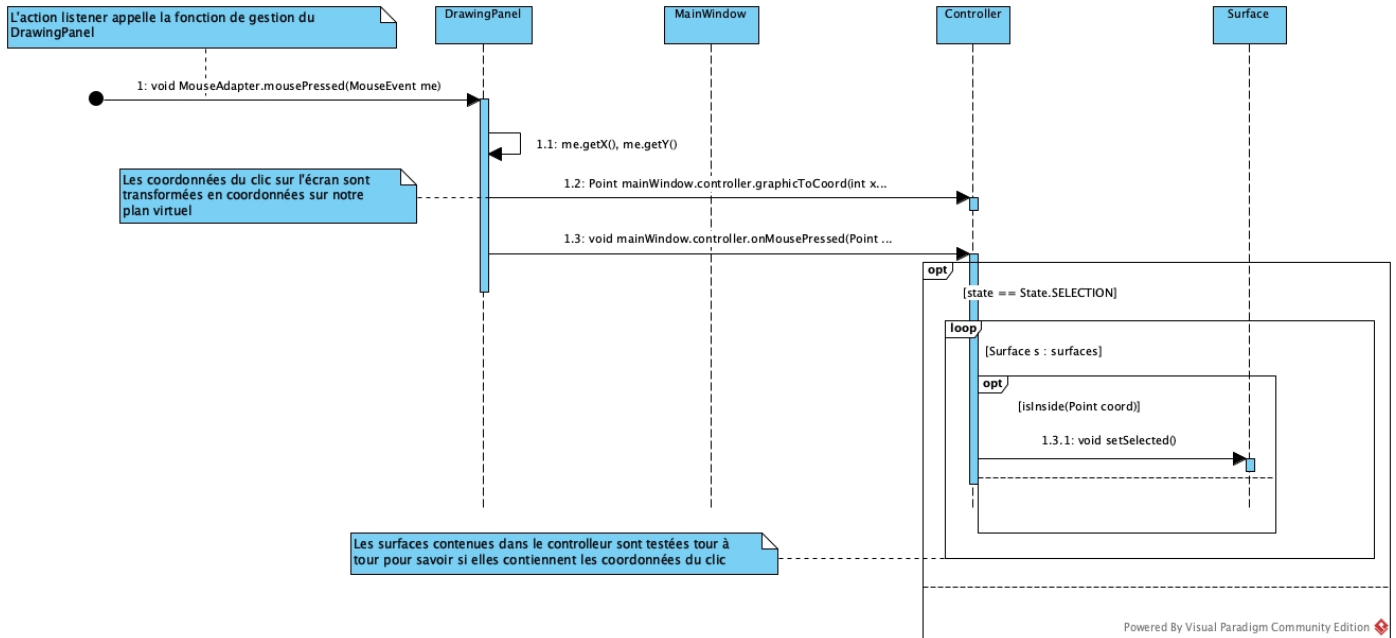 L'action listener appelle la fonction de gestion du
DrawingPanel
DrawingPanel
MainWindow
Controller
Surface
1: void MouseAdapter.mousePressed(MouseEvent me)
1.1: me.getX(), me.getY()
Les coordonnées du clic sur l'écran sont
transformées en coordonnées sur notre
plan virtuel
1.2: Point mainWindow.controller.graphicToCoord(int x...
1.3: void mainWindow.controller.onMousePressed(Point ...
opt
[state == State.SELECTION]
loop
[Surface s : surfaces]
opt
[isInside(Point coord)]
1.3.1: void setSelected()
Les surfaces contenues dans le controlleur sont testées tour à
tour pour savoir si elles contiennent les coordonnées du clic
Powered By Visual Paradigm Community Edition